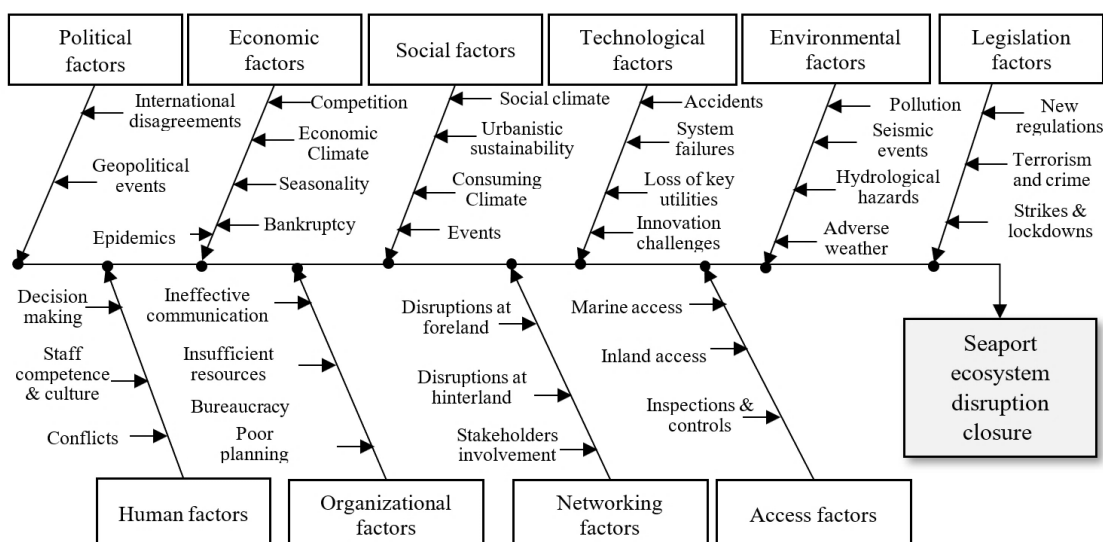 Political
factors
Economic
factors
Social factors
Technological
factors
Environmental
factors
Legislation
factors
International
disagreements
Geopolitical
events
Competition
Economic
Climate
Seasonality
Bankruptcy
Epidemics
Social climate
Urbanistic
sustainability
Consuming
Climate
Events
Accidents
System
failures
Loss of key
utilities
Innovation
challenges
Pollution
Seismic
events
Hydrological
hazards
Adverse
weather
New
regulations
Terrorism
and crime
Strikes &
lockdowns
Decision
making
Staff
competence
& culture
Conflicts
Ineffective
communication
Insufficient
resources
Bureaucracy
Poor
planning
Disruptions at
foreland
Disruptions at
hinterland
Stakeholders
involvement
Marine access
Inland access
Inspections &
controls
Seaport
ecosystem
disruption
closure
Human factors
Organizational
factors
Networking
factors
Access factors